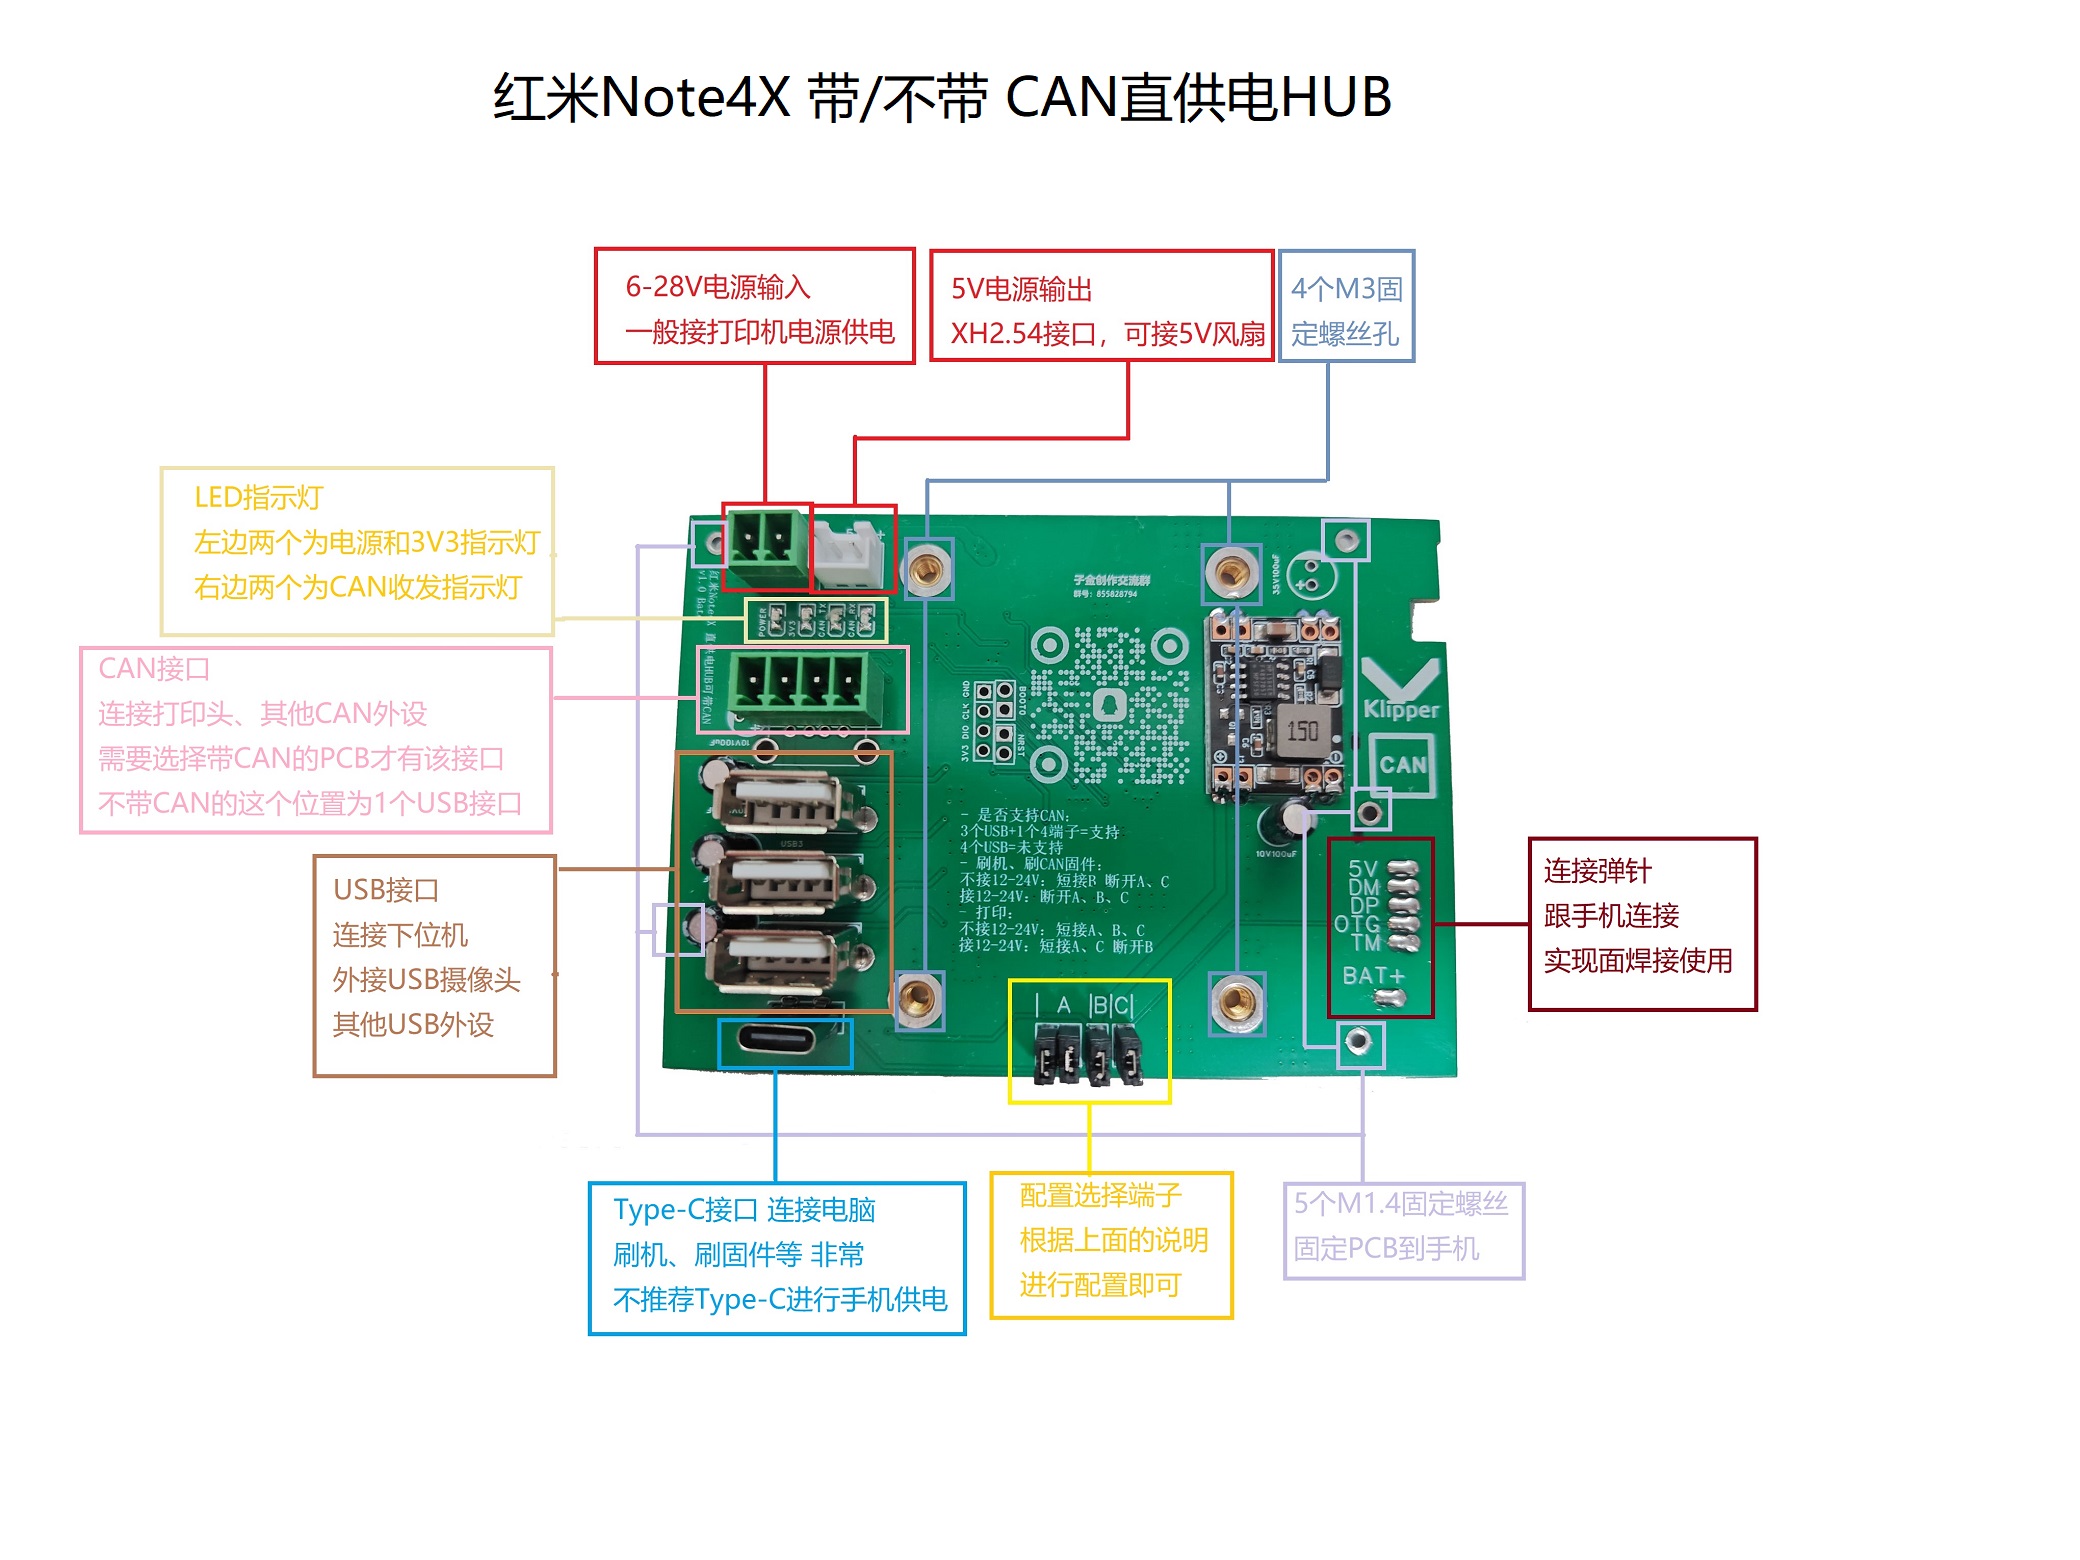 红米Note4X 带/不带 CAN直供电HUB
6-28V电源输入
一般接打印机电源供电
5V电源输出
XH2.54接口，可接5V风扇
4个M3固
定螺丝孔
LED指示灯
左边两个为电源和3V3指示灯
右边两个为CAN收发指示灯
CAN接口
连接打印头、其他CAN外设
需要选择带CAN的PCB才有该接口
不带CAN的这个位置为1个USB接口
USB接口
连接下位机
外接USB摄像头
其他USB外设
POWER
3V3
CAN TX
CAN RX
10V100uF
USB3
子金创作交流群
群号：855828794
35V100uF
GND
CLK
DIO
3V3
BOOT0
NRST
150
Klipper
CAN
10V100uF
- 是否支持CAN：
3个USB+1个4端子=支持
4个USB=未支持
- 刷机、刷CAN固件：
不接12-24V：短接B 断开A、C
接12-24V：断开A、B、C
- 打印：
不接12-24V：短接A、B、C
接12-24V：短接A、C 断开B
5V
DM
DP
OTG
TM
BAT+
| A |B|C|
连接弹针
跟手机连接
实现面焊接使用
Type-C接口 连接电脑
刷机、刷固件等 非常
不推荐Type-C进行手机供电
配置选择端子
根据上面的说明
进行配置即可
5个M1.4固定螺丝
固定PCB到手机